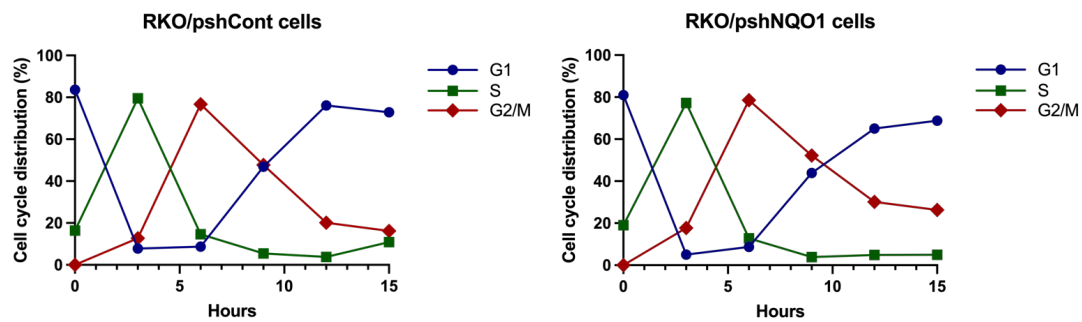 RKO/pshCont cells
Cell cycle distribution (%)
100
80
60
40
20
0
0
5
10
15
Hours
G1
S
G2/M
RKO/pshNQO1 cells
Cell cycle distribution (%)
100
80
60
40
20
0
0
5
10
15
Hours
G1
S
G2/M